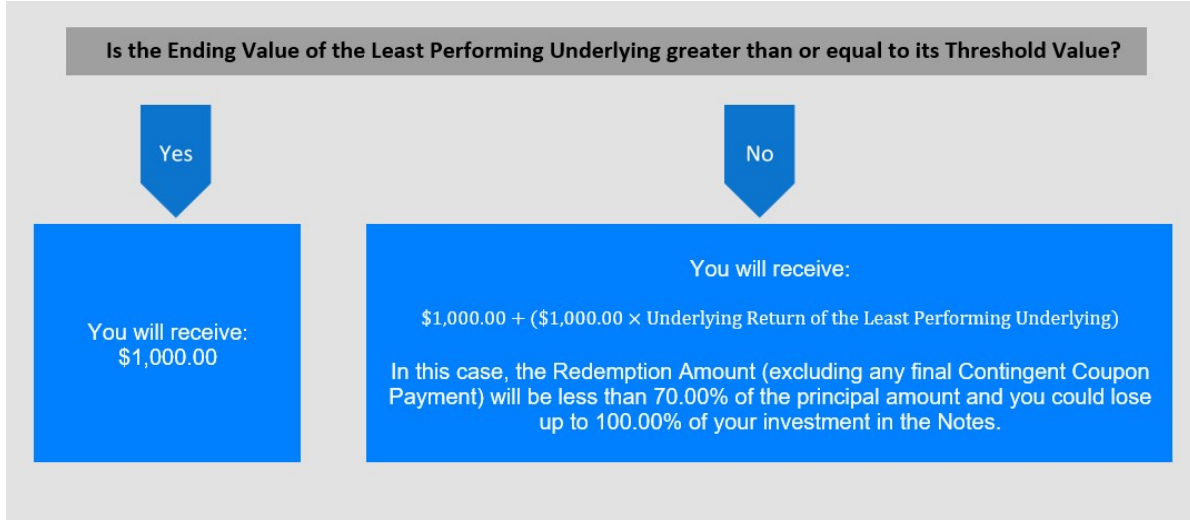 Is the Ending Value of the Least Performing Underlying greater than or equal to its Threshold Value?
Yes
No
You will receive:
$1,000.00
You will receive:
$1,000.00 + ($1,000.00 × Underlying Return of the Least Performing Underlying)
In this case, the Redemption Amount (excluding any final Contingent Coupon
Payment) will be less than 70.00% of the principal amount and you could lose
up to 100.00% of your investment in the Notes.